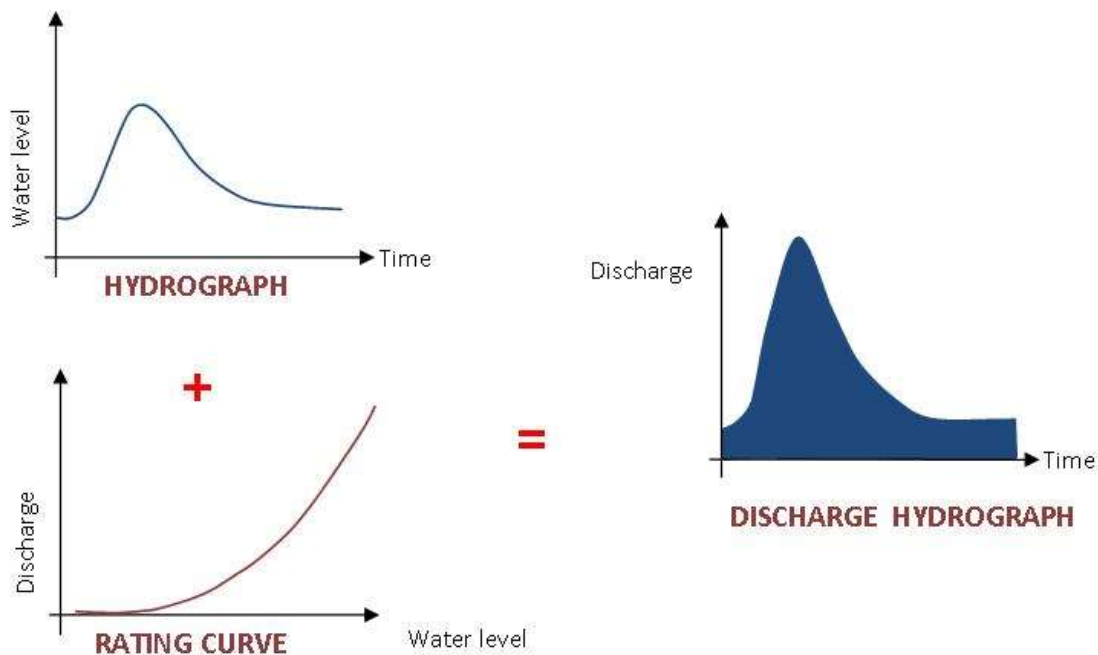 Water level
Time
HYDROGRAPH
+
Discharge
Water level
RATING CURVE
=
Discharge
Time
DISCHARGE HYDROGRAPH